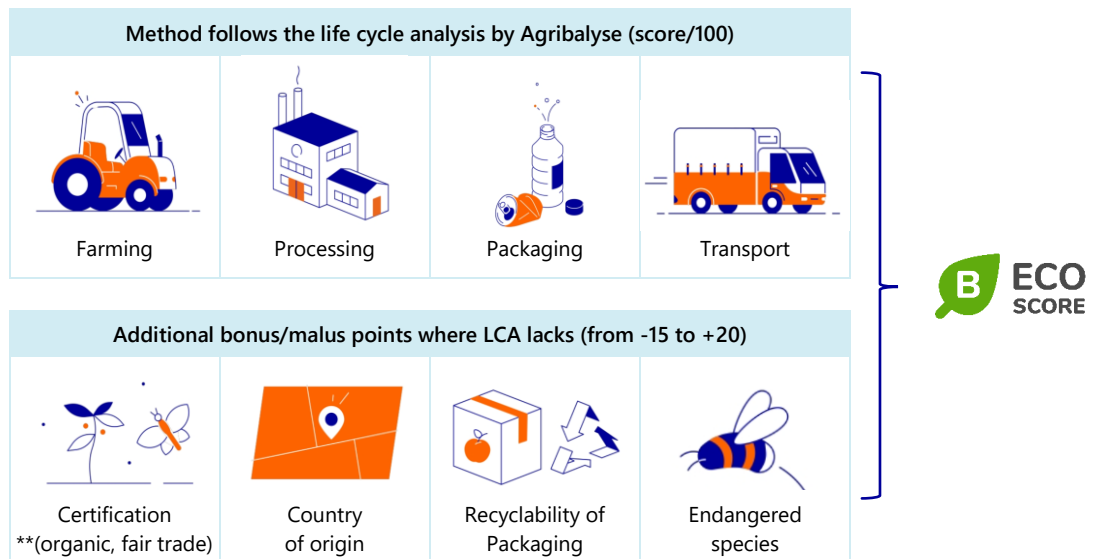 Method follows the life cycle analysis by Agribalyse (score/100)
Farming
Processing
Packaging
Transport
B ECO
SCORE
Additional bonus/malus points where LCA lacks (from -15 to +20)
Certification
**(organic, fair trade)
Country
of origin
Recyclability of
Packaging
Endangered
species